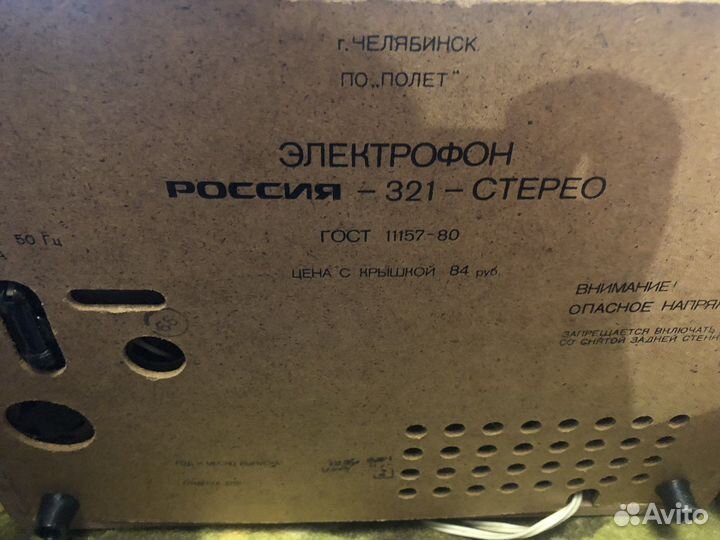 г. ЧЕЛЯБИНСК
ПО „ПОЛЕТ"
ЭЛЕКТРОФОН
РОССИЯ - 321 - СТЕРЕО
ГОСТ 11157-80
50 Гц
ЦЕНА С КРЫШКОЙ 84 руб.
ВНИМАНИЕ!
ОПАСНОЕ НАПРЯ
ЗАПРЕЩАЕТСЯ ВКЛЮЧАТЬ
СО СНЯТОЙ ЗАДНЕЙ СТЕНК
Avito